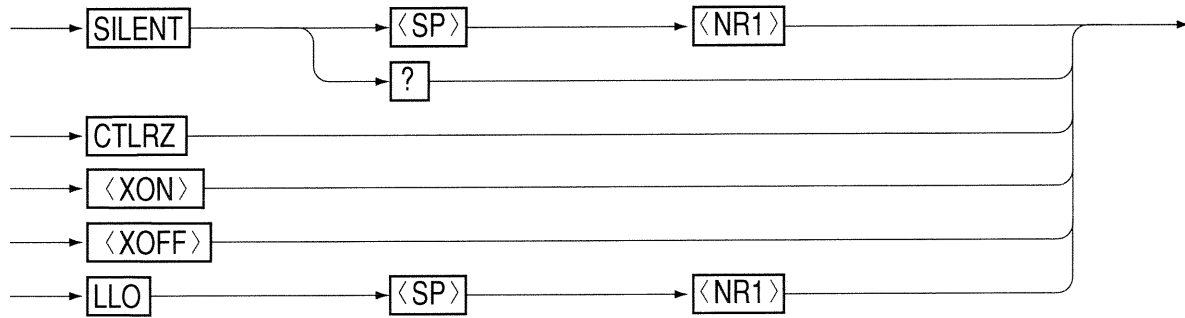 SILENT 〈SP〉 〈NR1〉
?
CTLRZ
〈XON〉
〈XOFF〉
LLO 〈SP〉 〈NR1〉